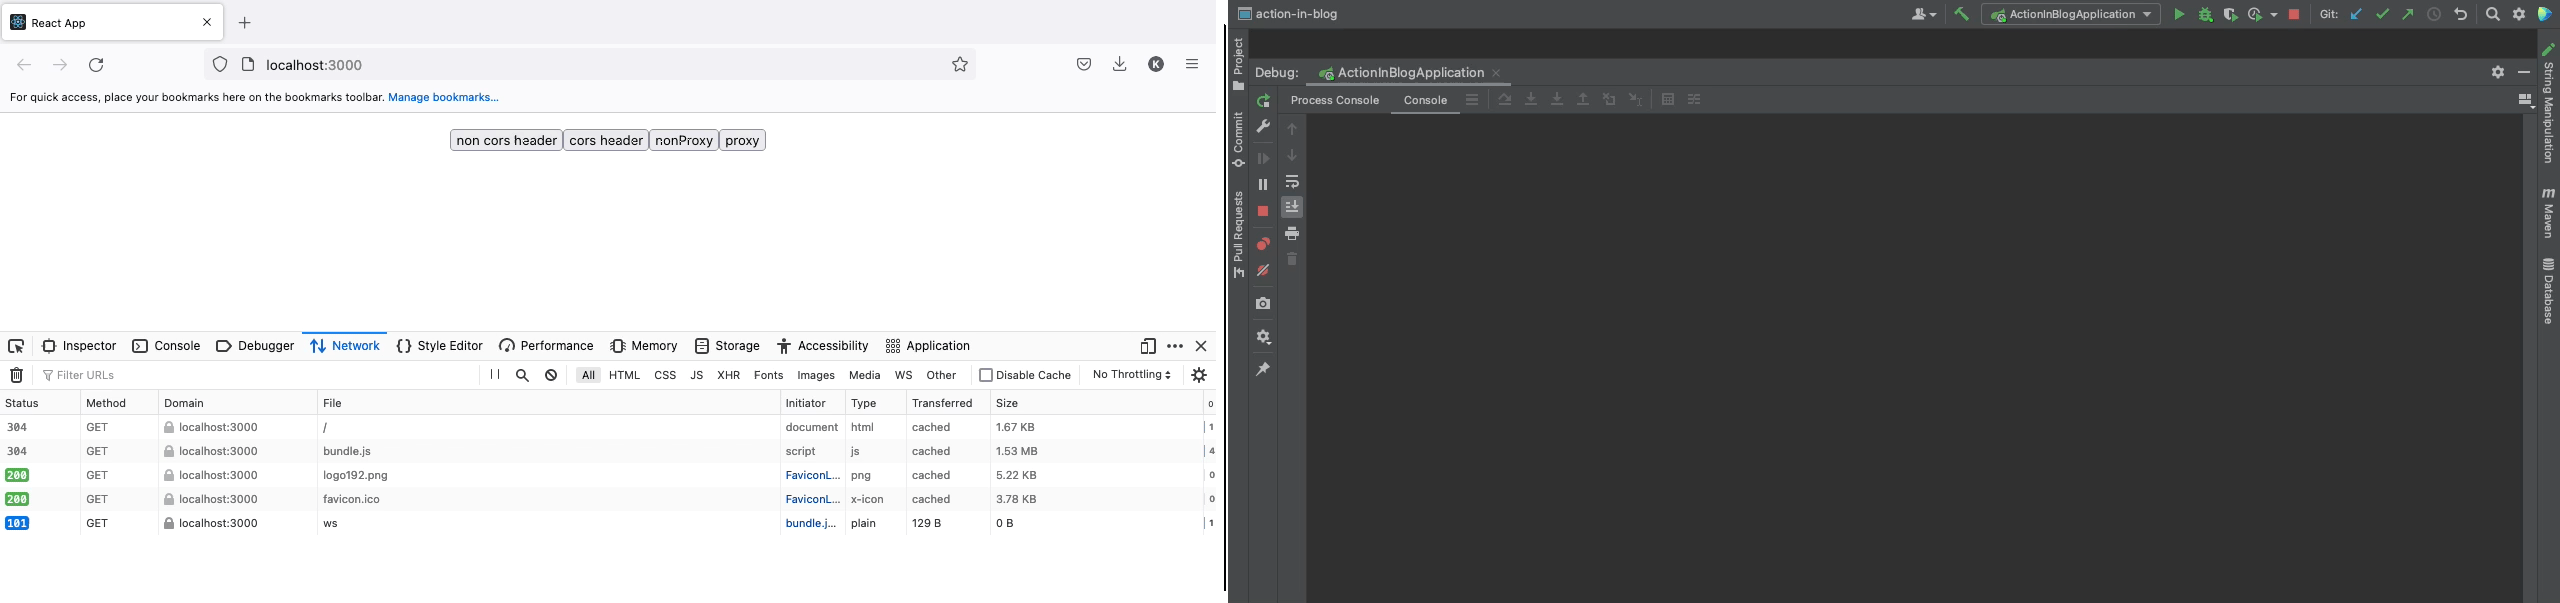 React App
localhost:3000
K
For quick access, place your bookmarks here on the bookmarks toolbar. Manage bookmarks...
non cors header cors header nonProxy proxy
Inspector Console Debugger Network Style Editor Performance Memory Storage Accessibility Application
Filter URLs All HTML CSS JS XHR Fonts Images Media WS Other Disable Cache No Throttling
Status Method Domain File Initiator Type Transferred Size 0
304 GET localhost:3000 / document html cached 1.67 KB 1
304 GET localhost:3000 bundle.js script js cached 1.53 MB 4
200 GET localhost:3000 logo192.png FaviconL... png cached 5.22 KB 0
200 GET localhost:3000 favicon.ico FaviconL... x-icon cached 3.78 KB 0
101 GET localhost:3000 ws bundle.j... plain 129 B 0 B 1
action-in-blog
ActionInBlogApplication Git:
Debug: ActionInBlogApplication
Process Console Console
Project
Commit
Pull Requests
String Manipulation
m Maven
Database